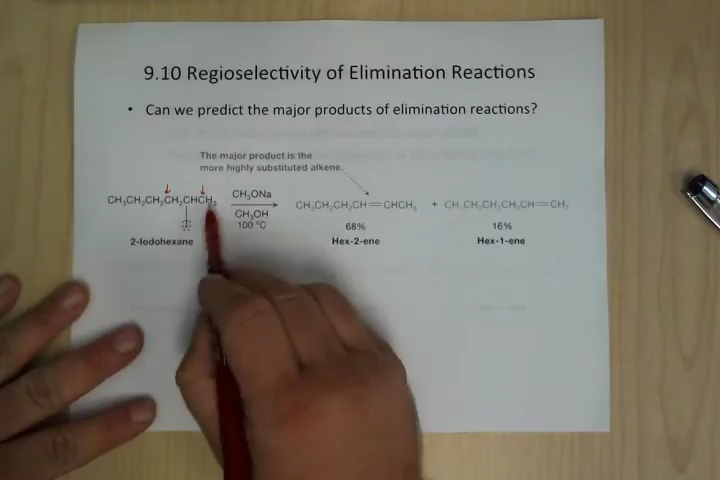 9.10 Regioselectivity of Elimination Reactions
• Can we predict the major products of elimination reactions?
The major product is the
more highly substituted alkene.
CH₃CH₂CH₂CH₂CHCH₃
I
2-Iodohexane
CH₃ONa
CH₃OH
100 °C
CH₃CH₂CH₂CH=CHCH₃ + CH₃CH₂CH₂CH₂CH=CH₂
68%
Hex-2-ene
16%
Hex-1-ene